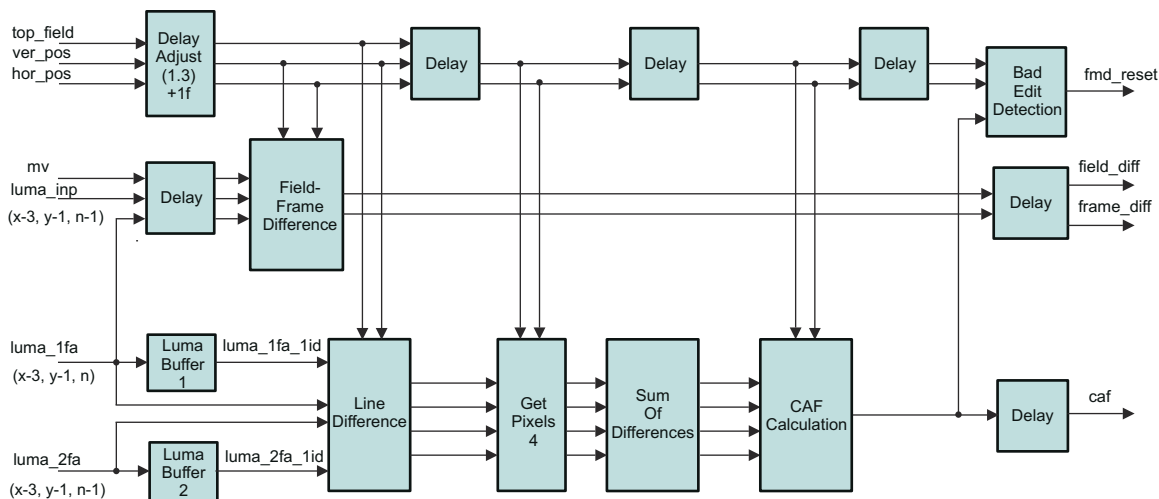 top_field
ver_pos
hor_pos
Delay
Adjust
(1.3)
+1f
Delay
Delay
Delay
Bad
Edit
Detection
fmd_reset
mv
luma_inp
(x-3, y-1, n-1)
Delay
Field-
Frame
Difference
Delay
field_diff
frame_diff
luma_1fa
(x-3, y-1, n)
Luma
Buffer
1
luma_1fa_1id
Line
Difference
Get
Pixels
4
Sum
Of
Differences
CAF
Calculation
Delay
caf
luma_2fa
(x-3, y-1, n-1)
Luma
Buffer
2
luma_2fa_1id